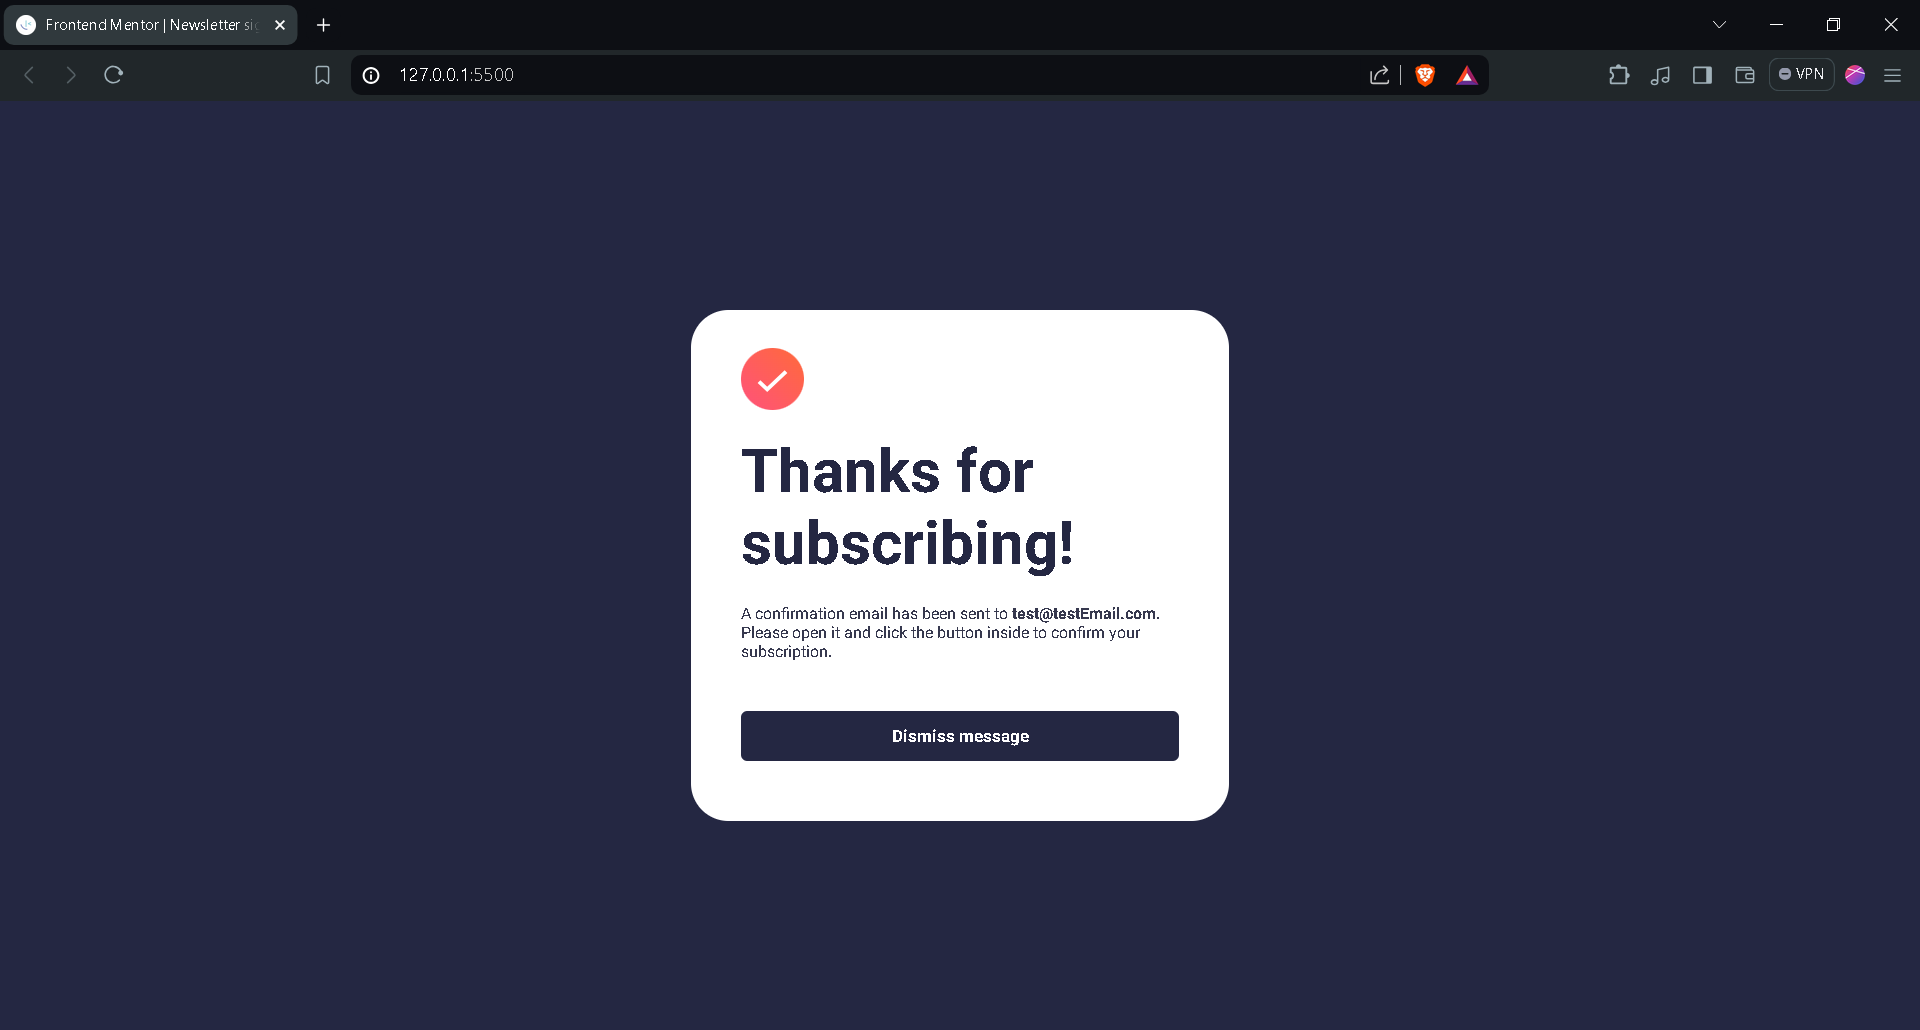 Frontend Mentor | Newsletter si
127.0.0.1:5500
VPN
Thanks for
subscribing!
A confirmation email has been sent to test@testEmail.com.
Please open it and click the button inside to confirm your
subscription.
Dismiss message